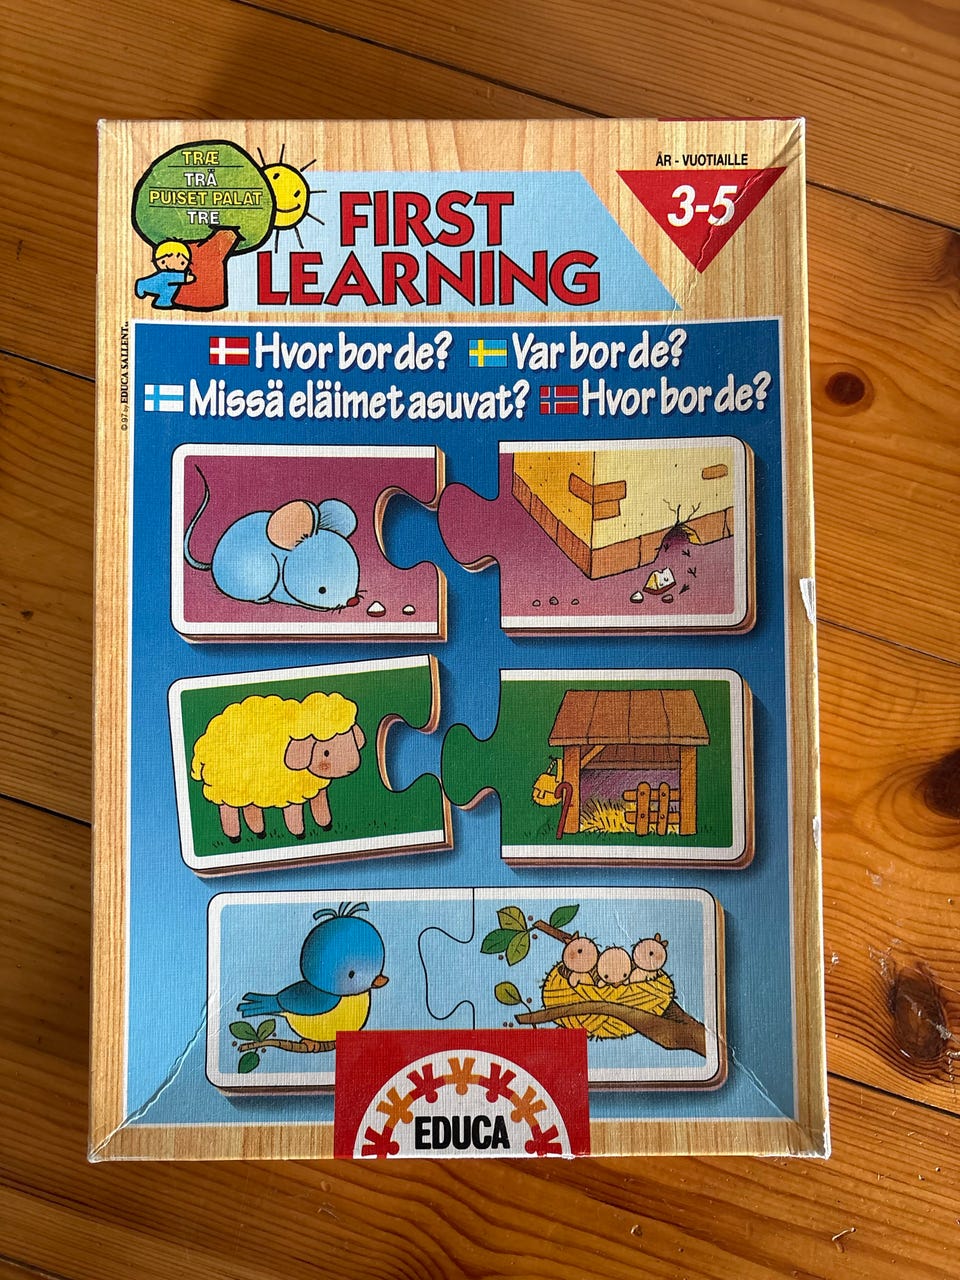 TRÆ
TRÄ
PUISET PALAT
TRE
FIRST
LEARNING
ÅR - VUOTIAILLE
3-5
Hvor bor de? Var bor de?
Missä eläimet asuvat? Hvor bor de?
© 97 by EDUCA SALLENT
EDUCA